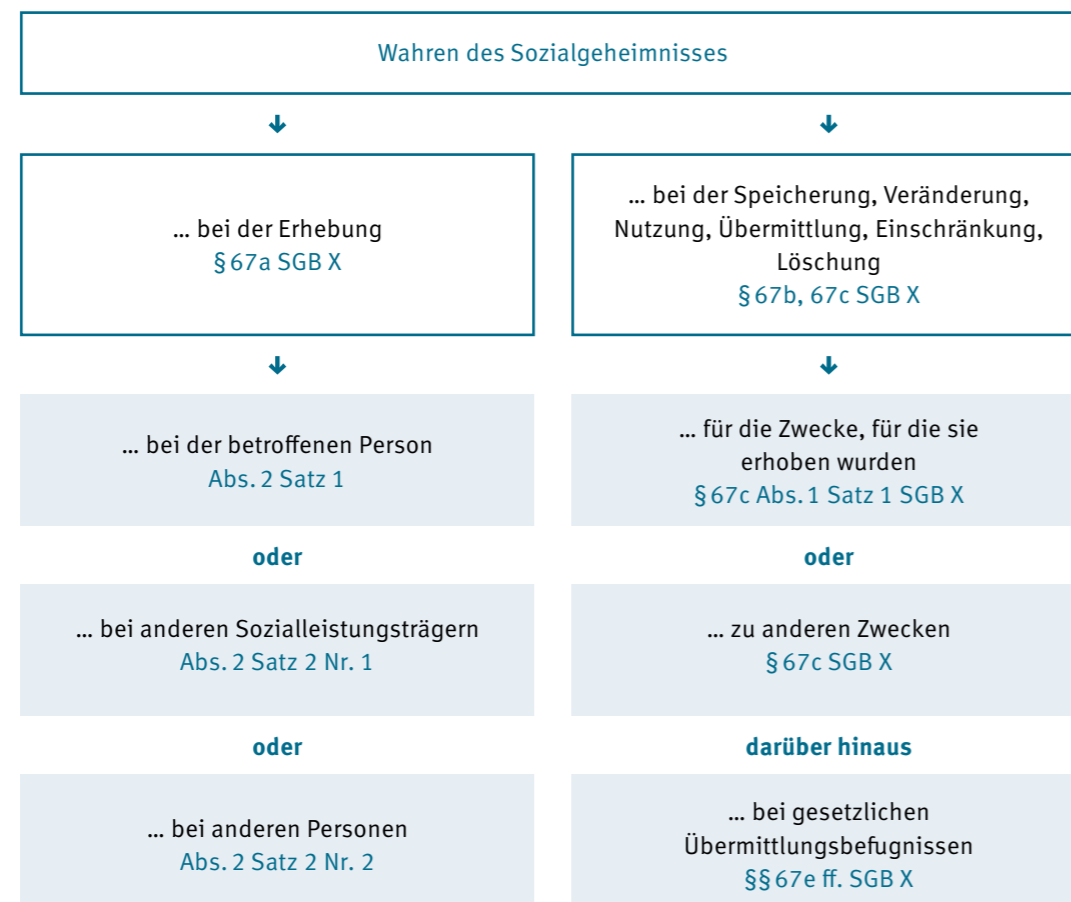 Wahren des Sozialgeheimnisses
… bei der Erhebung
§ 67a SGB X
… bei der betroffenen Person
Abs. 2 Satz 1
oder
… bei anderen Sozialleistungsträgern
Abs. 2 Satz 2 Nr. 1
oder
… bei anderen Personen
Abs. 2 Satz 2 Nr. 2
… bei der Speicherung, Veränderung,
Nutzung, Übermittlung, Einschränkung,
Löschung
§ 67b, 67c SGB X
… für die Zwecke, für die sie
erhoben wurden
§ 67c Abs. 1 Satz 1 SGB X
oder
… zu anderen Zwecken
§ 67c SGB X
darüber hinaus
… bei gesetzlichen
Übermittlungsbefugnissen
§§ 67e ff. SGB X